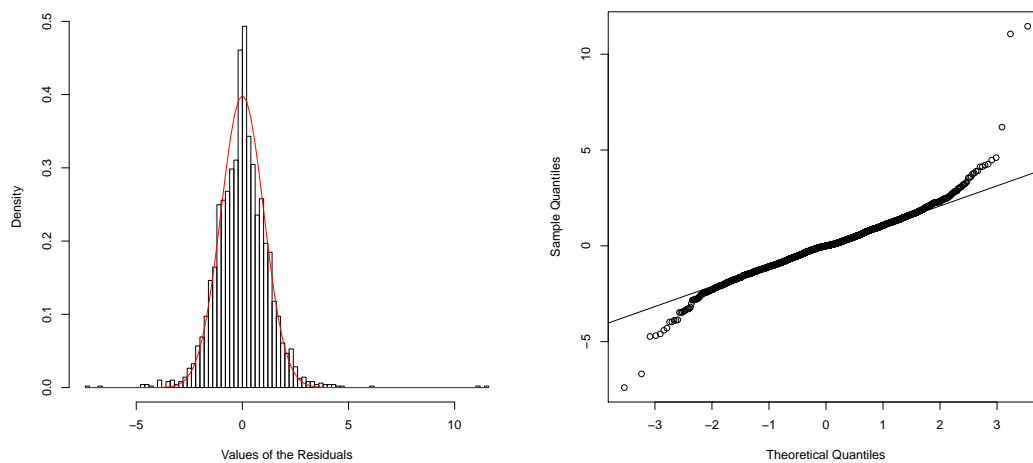 0.5
0.4
0.3
0.2
0.1
0.0
Density
−5 0 5 10
Values of the Residuals
10
5
0
−5
Sample Quantiles
−3 −2 −1 0 1 2 3
Theoretical Quantiles